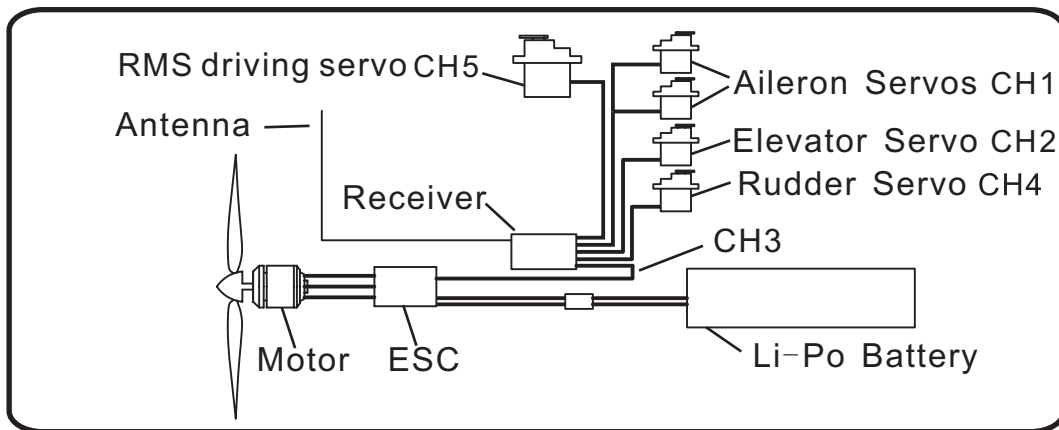 RMS driving servo CH5
Aileron Servos CH1
Antenna
Elevator Servo CH2
Rudder Servo CH4
Receiver
CH3
Motor
ESC
Li-Po Battery